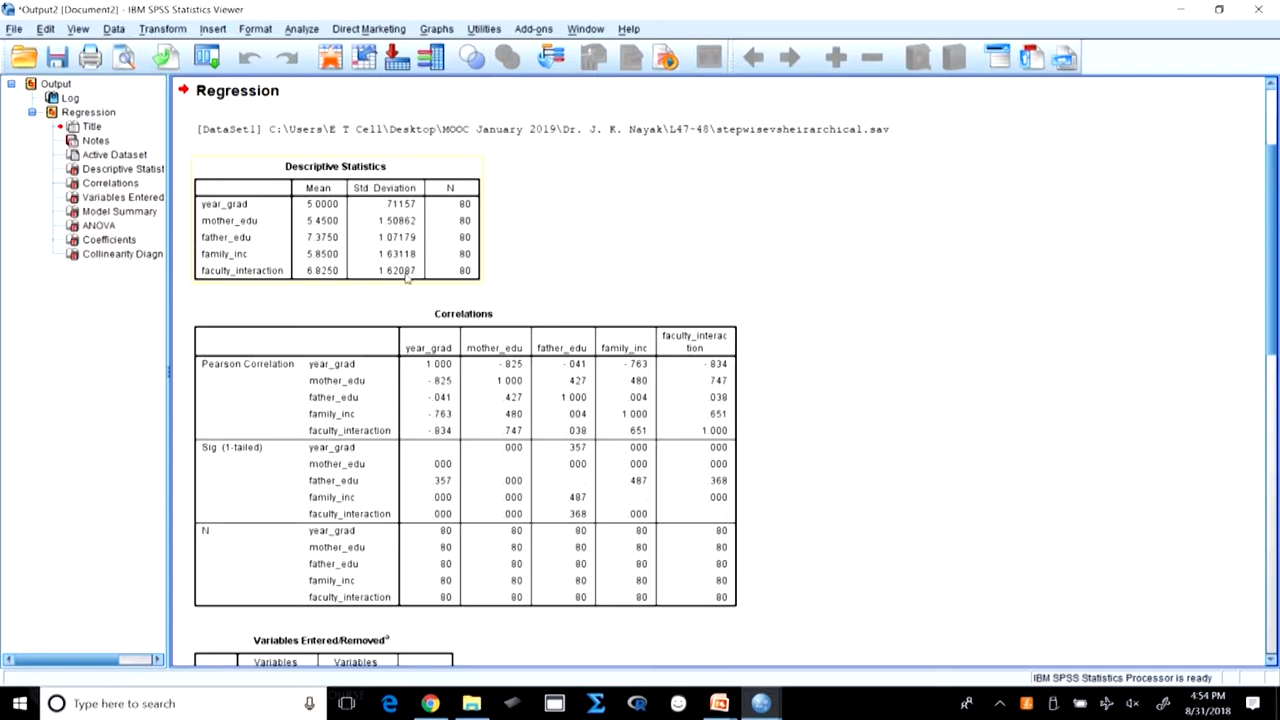 *Output2 [Document2] - IBM SPSS Statistics Viewer
File Edit View Data Transform Insert Format Analyze Direct Marketing Graphs Utilities Add-ons Window Help
Output
Log
Regression
Title
Notes
Active Dataset
Descriptive Statist
Correlations
Variables Entered
Model Summary
ANOVA
Coefficients
Collinearity Diagn
Regression
[DataSet1] C:\Users\E T Cell\Desktop\MOOC January 2019\Dr. J. K. Nayak\L47-48\stepwisevsheirarchical.sav
Descriptive Statistics
Mean Std. Deviation N
year_grad 5.0000 .71157 80
mother_edu 5.4500 1.50862 80
father_edu 7.3750 1.07179 80
family_inc 5.8500 1.63118 80
faculty_interaction 6.8250 1.62087 80
Correlations
year_grad mother_edu father_edu family_inc faculty_interac
tion
Pearson Correlation year_grad 1.000 -.825 -.041 -.763 -.834
mother_edu -.825 1.000 .427 .480 .747
father_edu -.041 .427 1.000 .004 .038
family_inc -.763 .480 .004 1.000 .651
faculty_interaction -.834 .747 .038 .651 1.000
Sig. (1-tailed) year_grad .000 .357 .000 .000
mother_edu .000 .000 .000 .000
father_edu .357 .000 .487 .368
family_inc .000 .000 .487 .000
faculty_interaction .000 .000 .368 .000
N year_grad 80 80 80 80 80
mother_edu 80 80 80 80 80
father_edu 80 80 80 80 80
family_inc 80 80 80 80 80
faculty_interaction 80 80 80 80 80
Variables Entered/Removedª
Variables Variables
IBM SPSS Statistics Processor is ready
Type here to search
4:54 PM
8/31/2018